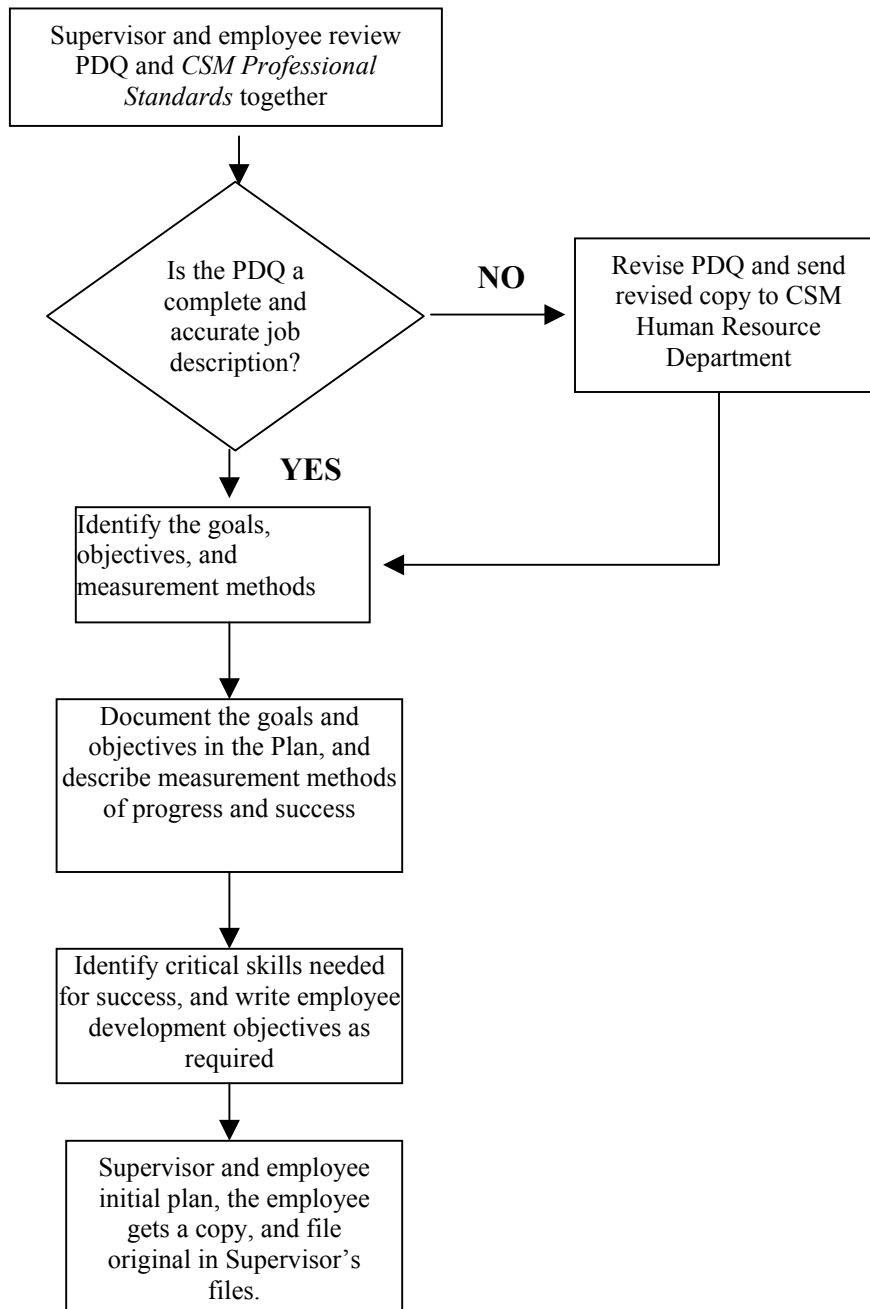 Supervisor and employee review
PDQ and CSM Professional
Standards together
Is the PDQ a
complete and
accurate job
description?
NO
Revise PDQ and send
revised copy to CSM
Human Resource
Department
YES
Identify the goals,
objectives, and
measurement methods
Document the goals and
objectives in the Plan, and
describe measurement methods
of progress and success
Identify critical skills needed
for success, and write employee
development objectives as
required
Supervisor and employee
initial plan, the employee
gets a copy, and file
original in Supervisor’s
files.